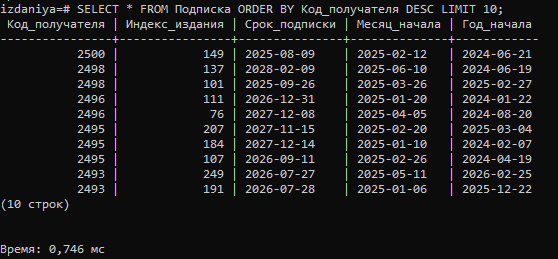 izdaniya=# SELECT * FROM Подписка ORDER BY Код_получателя DESC LIMIT 10;
 Код_получателя | Индекс_издания | Срок_подписки | Месяц_начала | Год_начала
----------------+----------------+---------------+--------------+------------
           2500 |            149 | 2025-08-09    | 2025-02-12   | 2024-06-21
           2498 |            137 | 2028-02-09    | 2025-06-10   | 2024-06-19
           2498 |            101 | 2025-09-26    | 2025-03-26   | 2025-02-27
           2496 |            111 | 2026-12-31    | 2025-01-20   | 2024-01-22
           2496 |             76 | 2027-12-08    | 2025-04-05   | 2024-08-20
           2495 |            207 | 2027-11-15    | 2025-02-20   | 2025-03-04
           2495 |            184 | 2027-12-14    | 2025-01-10   | 2024-02-07
           2495 |            107 | 2026-09-11    | 2025-02-26   | 2024-04-19
           2493 |            249 | 2026-07-27    | 2025-05-11   | 2026-02-25
           2493 |            191 | 2026-07-28    | 2025-01-06   | 2025-12-22
(10 строк)
Время: 0,746 мс